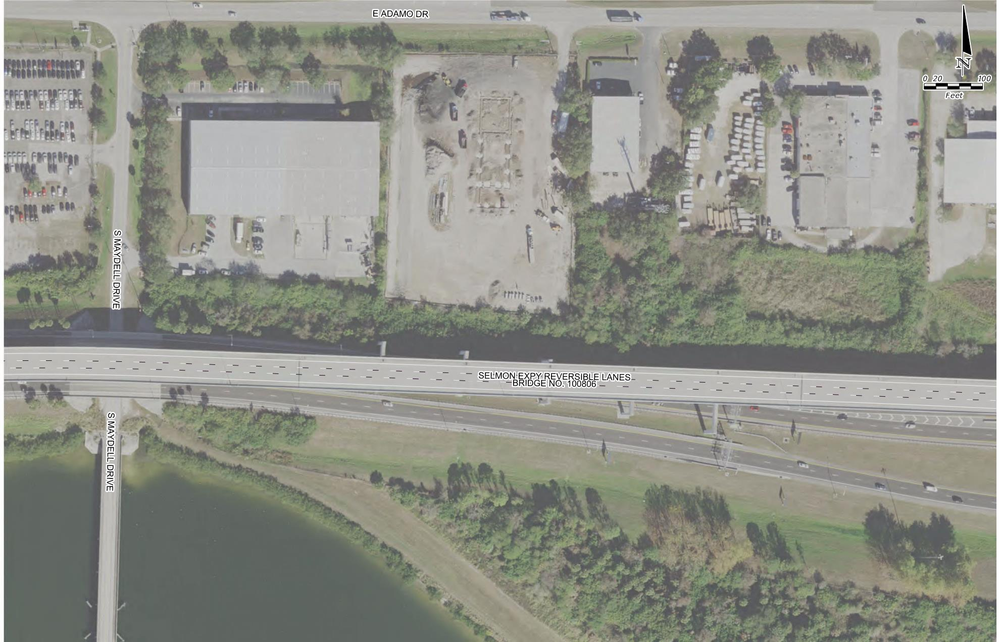 E ADAMO DR
N
0 20 100
Feet
S MAYDELL DRIVE
SELMON EXPY REVERSIBLE LANES
BRIDGE NO. 100806
S MAYDELL DRIVE